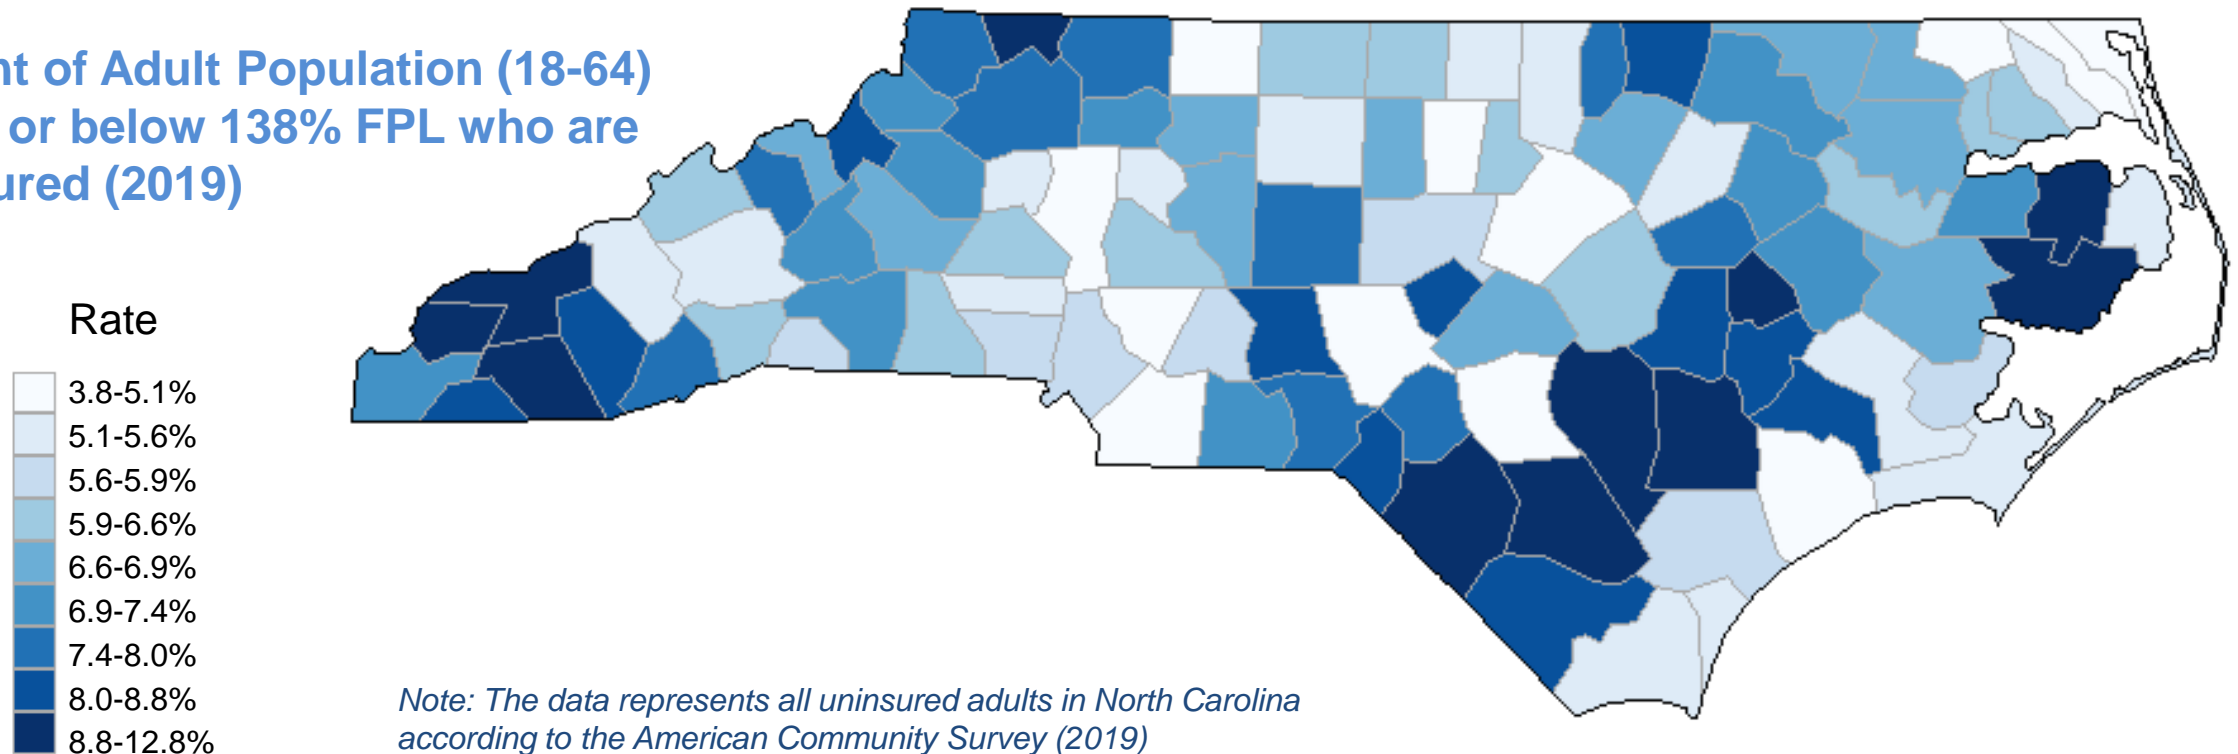 of Adult Population (18-64)
or below 138% FPL who are
(2019)
Rate
3.8-5.1%
5.1-5.6%
5.6-5.9%
5.9-6.6%
6.6-6.9%
6.9-7.4%
7.4-8.0%
8.0-8.8%
8.8-12.8%
Note: The data represents all uninsured adults in North Carolina
according to the American Community Survey (2019)